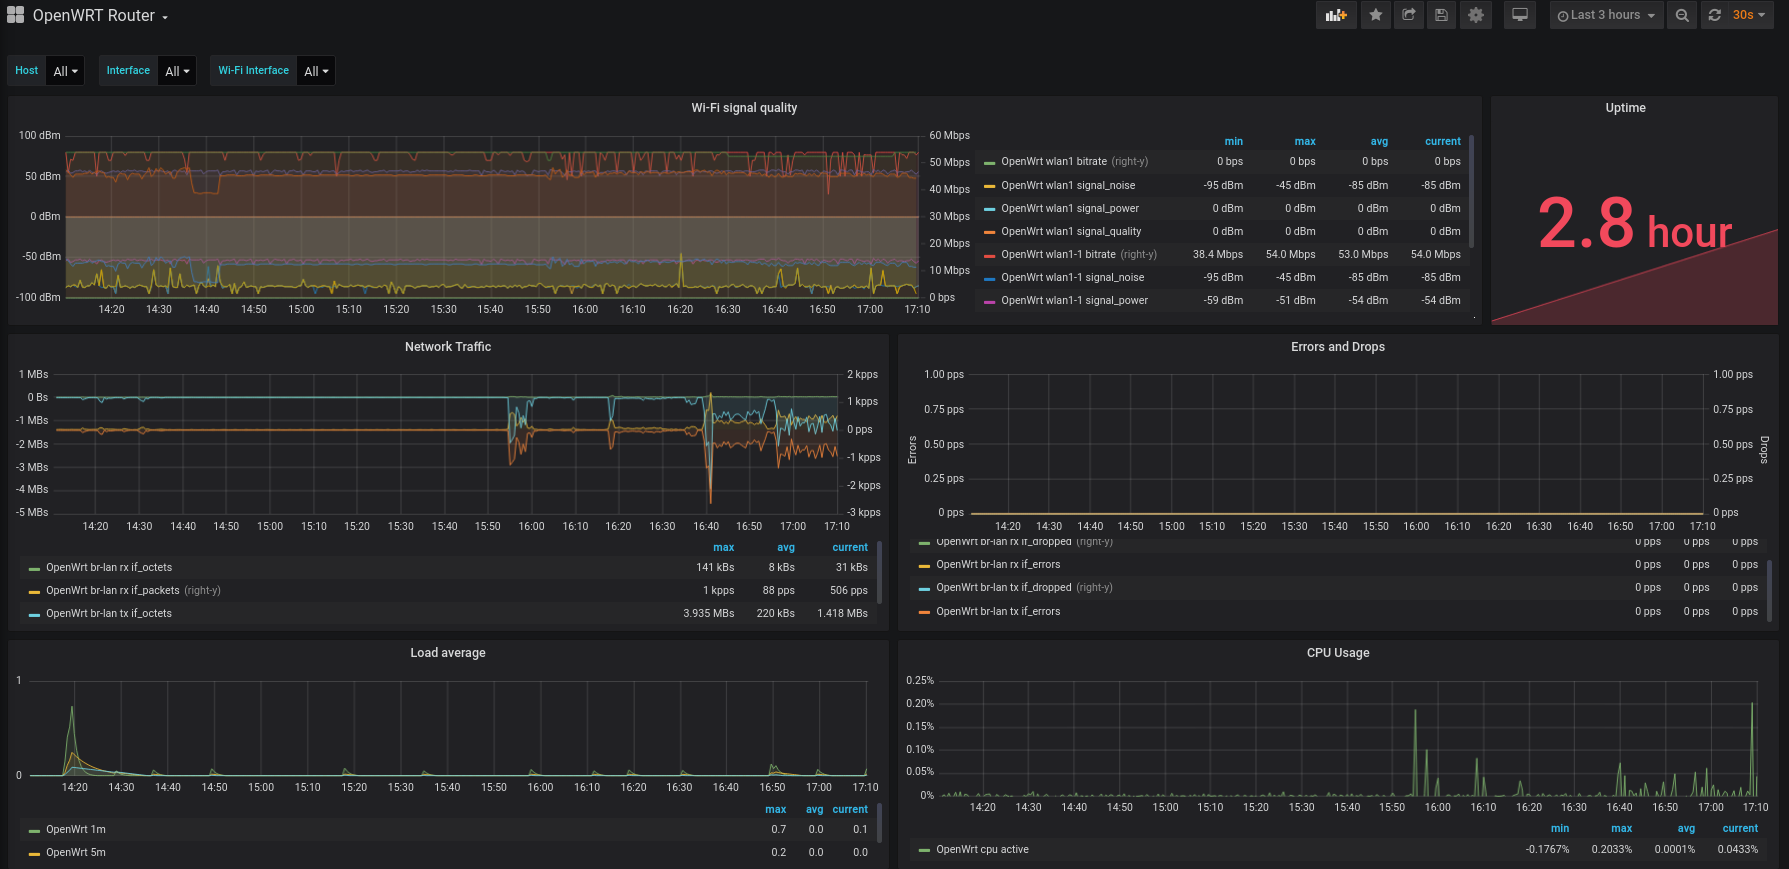 OpenWRT Router
Last 3 hours
30s
Host All Interface All Wi-Fi Interface All
Wi-Fi signal quality
100 dBm
50 dBm
0 dBm
-50 dBm
-100 dBm
60 Mbps
50 Mbps
40 Mbps
30 Mbps
20 Mbps
10 Mbps
0 bps
14:20 14:30 14:40 14:50 15:00 15:10 15:20 15:30 15:40 15:50 16:00 16:10 16:20 16:30 16:40 16:50 17:00 17:10
min max avg current
OpenWrt wlan1 bitrate (right-y) 0 bps 0 bps 0 bps 0 bps
OpenWrt wlan1 signal_noise -95 dBm -45 dBm -85 dBm -85 dBm
OpenWrt wlan1 signal_power 0 dBm 0 dBm 0 dBm 0 dBm
OpenWrt wlan1 signal_quality 0 dBm 0 dBm 0 dBm 0 dBm
OpenWrt wlan1-1 bitrate (right-y) 38.4 Mbps 54.0 Mbps 53.0 Mbps 54.0 Mbps
OpenWrt wlan1-1 signal_noise -95 dBm -45 dBm -85 dBm -85 dBm
OpenWrt wlan1-1 signal_power -59 dBm -51 dBm -54 dBm -54 dBm
Uptime
2.8 hour
Network Traffic
1 MBs
0 Bs
-1 MBs
-2 MBs
-3 MBs
-4 MBs
-5 MBs
2 kpps
1 kpps
0 pps
-1 kpps
-2 kpps
-3 kpps
14:20 14:30 14:40 14:50 15:00 15:10 15:20 15:30 15:40 15:50 16:00 16:10 16:20 16:30 16:40 16:50 17:00 17:10
max avg current
OpenWrt br-lan rx if_octets 141 kBs 8 kBs 31 kBs
OpenWrt br-lan rx if_packets (right-y) 1 kpps 88 pps 506 pps
OpenWrt br-lan tx if_octets 3.935 MBs 220 kBs 1.418 MBs
Errors and Drops
Errors
1.00 pps
0.75 pps
0.50 pps
0.25 pps
0 pps
1.00 pps
0.75 pps
0.50 pps
0.25 pps
0 pps
Drops
14:20 14:30 14:40 14:50 15:00 15:10 15:20 15:30 15:40 15:50 16:00 16:10 16:20 16:30 16:40 16:50 17:00 17:10
OpenWrt br-lan rx if_dropped (right-y) 0 pps 0 pps 0 pps
OpenWrt br-lan rx if_errors 0 pps 0 pps 0 pps
OpenWrt br-lan tx if_dropped (right-y) 0 pps 0 pps 0 pps
OpenWrt br-lan tx if_errors 0 pps 0 pps 0 pps
Load average
1
0
14:20 14:30 14:40 14:50 15:00 15:10 15:20 15:30 15:40 15:50 16:00 16:10 16:20 16:30 16:40 16:50 17:00 17:10
max avg current
OpenWrt 1m 0.7 0.0 0.1
OpenWrt 5m 0.2 0.0 0.0
CPU Usage
0.25%
0.20%
0.15%
0.10%
0.05%
0%
14:20 14:30 14:40 14:50 15:00 15:10 15:20 15:30 15:40 15:50 16:00 16:10 16:20 16:30 16:40 16:50 17:00 17:10
min max avg current
OpenWrt cpu active -0.1767% 0.2033% 0.0001% 0.0433%